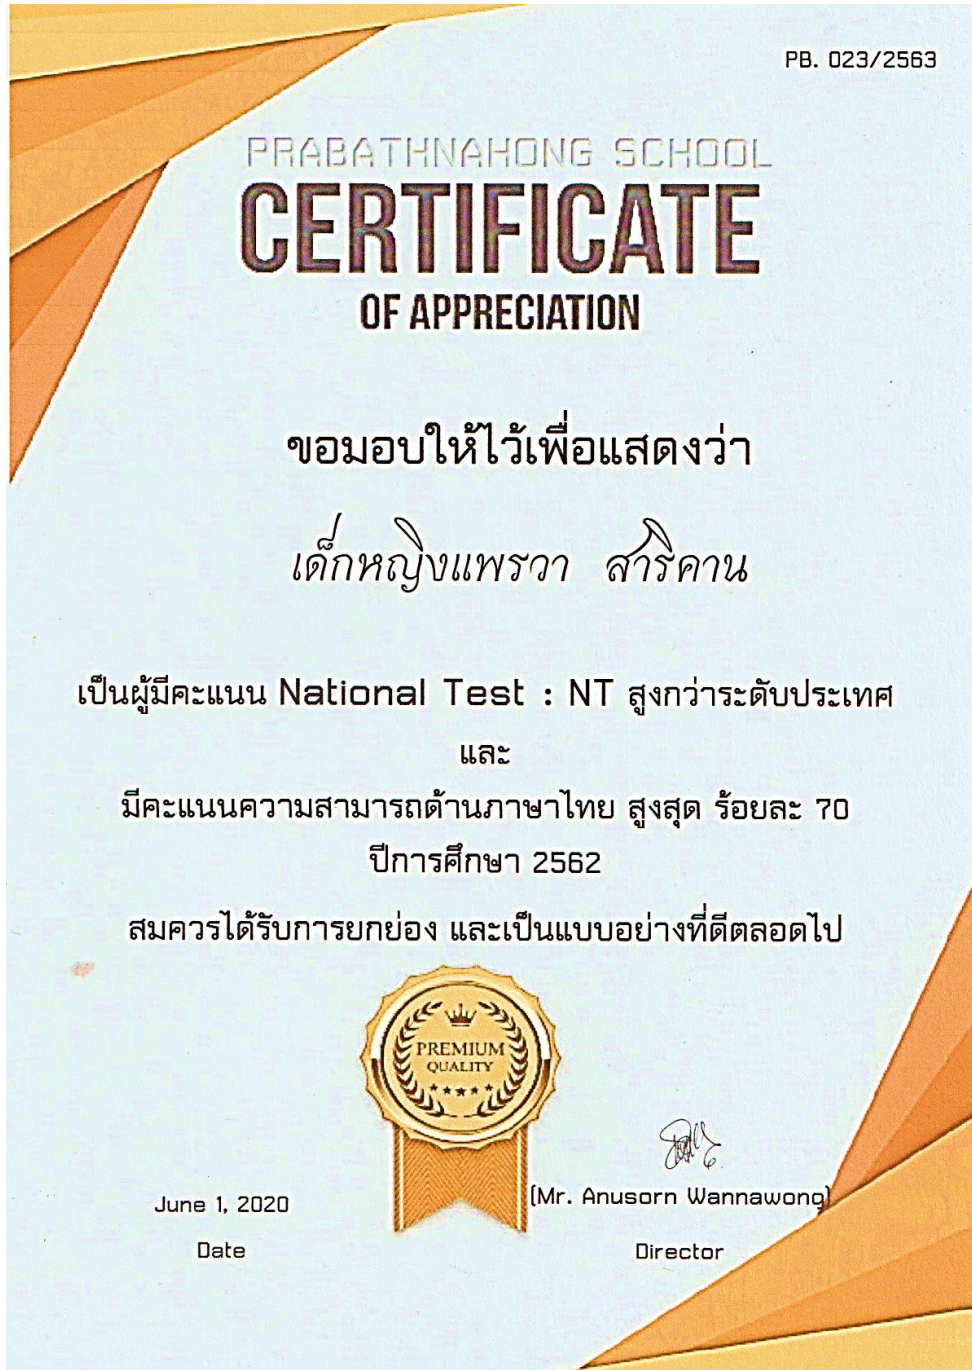 PB. 023/2563
PRABATHNAHONG SCHOOL
CERTIFICATE
OF APPRECIATION
ขอมอบให้ไว้เพื่อแสดงว่า
เด็กหญิงแพรวา สาริคาน
เป็นผู้มีคะแนน National Test : NT สูงกว่าระดับประเทศ
และ
มีคะแนนความสามารถด้านภาษาไทย สูงสุด ร้อยละ 70
ปีการศึกษา 2562
สมควรได้รับการยกย่อง และเป็นแบบอย่างที่ดีตลอดไป
PREMIUM
QUALITY
June 1, 2020
(Mr. Anusorn Wannawong)
Date
Director